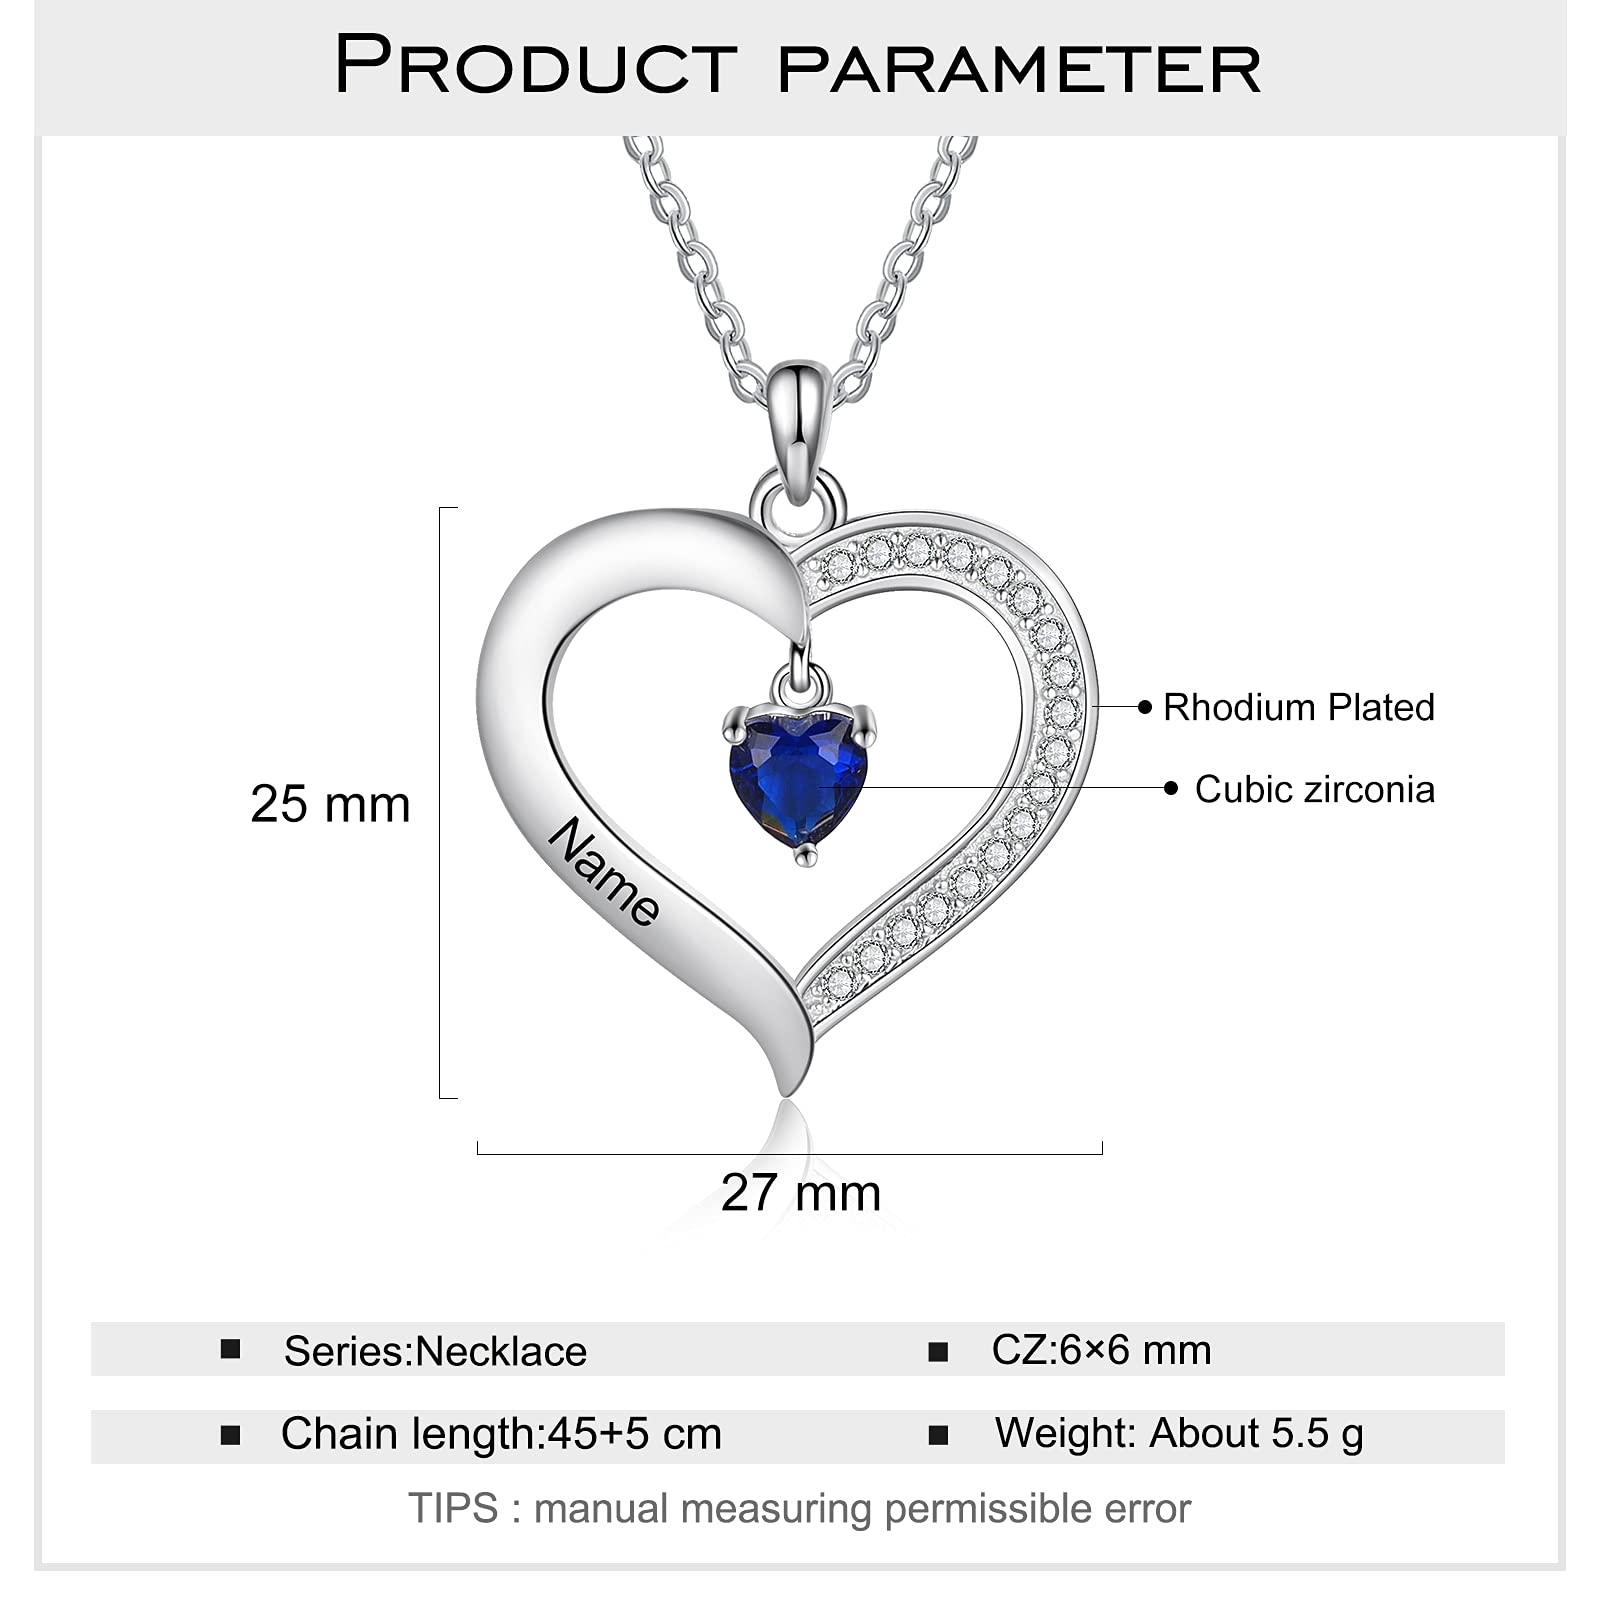 PRODUCT PARAMETER
Rhodium Plated
25 mm
Cubic zirconia
Name
27 mm
Series:Necklace
CZ:6×6 mm
Chain length:45+5 cm
Weight: About 5.5 g
TIPS : manual measuring permissible error